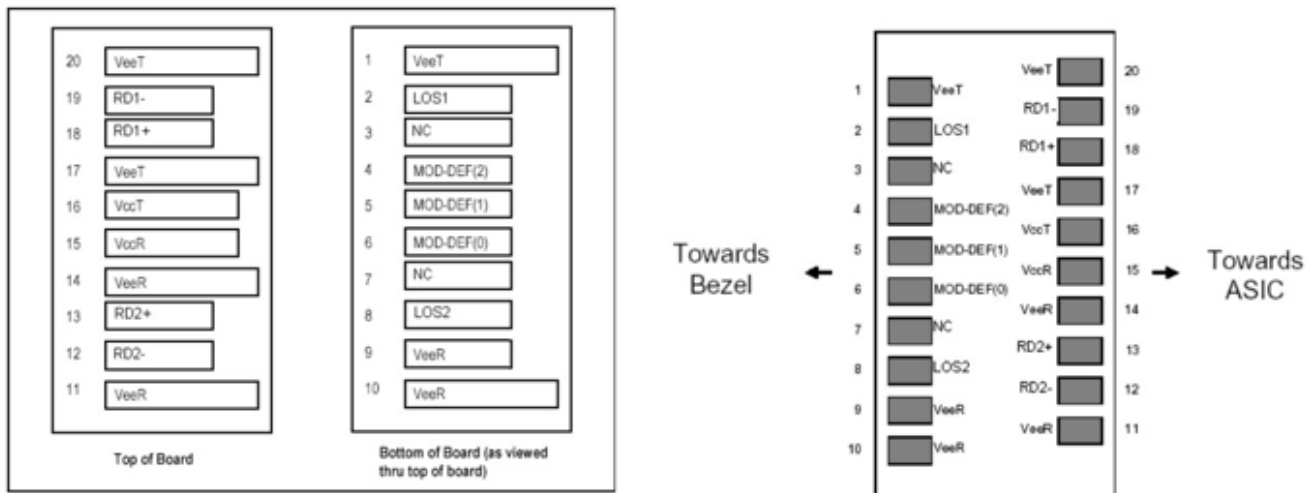 20 VeeT
19 RD1-
18 RD1+
17 VeeT
16 VccT
15 VccR
14 VeeR
13 RD2+
12 RD2-
11 VeeR
Top of Board
1 VeeT
2 LOS1
3 NC
4 MOD-DEF(2)
5 MOD-DEF(1)
6 MOD-DEF(0)
7 NC
8 LOS2
9 VeeR
10 VeeR
Bottom of Board (as viewed
thru top of board)
Towards
Bezel
1 VeeT
2 LOS1
3 NC
4 MOD-DEF(2)
5 MOD-DEF(1)
6 MOD-DEF(0)
7 NC
8 LOS2
9 VeeR
10 VeeR
VeeT 20
RD1- 19
RD1+ 18
VeeT 17
VccT 16
VccR 15
VeeR 14
RD2+ 13
RD2- 12
VeeR 11
Towards
ASIC